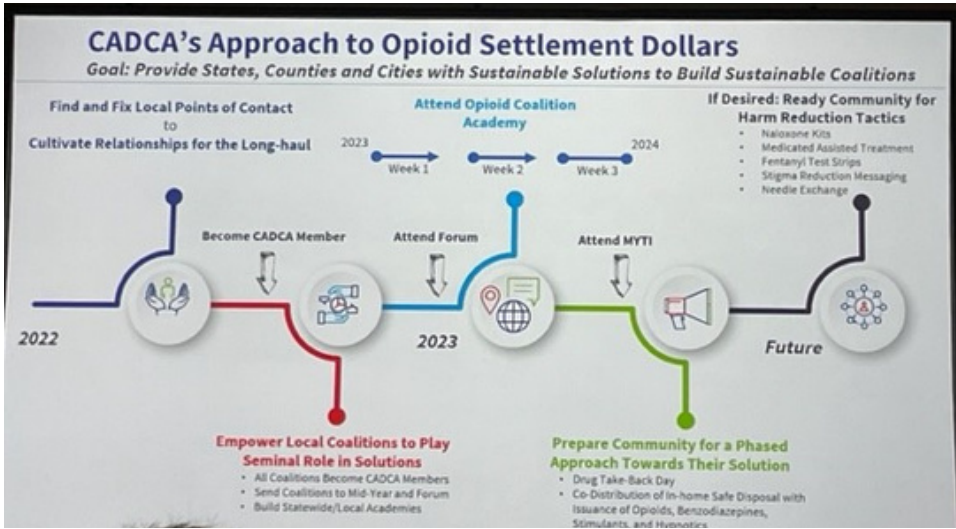 CADCA's Approach to Opioid Settlement Dollars
Goal: Provide States, Counties and Cities with Sustainable Solutions to Build Sustainable Coalitions
Find and Fix Local Points of Contact
to
Cultivate Relationships for the Long-haul
Attend Opioid Coalition
Academy
2023
Week 1
Week 2
Week 3
2024
If Desired: Ready Community for
Harm Reduction Tactics
• Naloxone Kits
• Medicated Assisted Treatment
• Fentanyl Test Strips
• Stigma Reduction Messaging
• Needle Exchange
Become CADCA Member
Attend Forum
Attend MYTI
2022
2023
Future
Empower Local Coalitions to Play
Seminal Role in Solutions
• All Coalitions Become CADCA Members
• Send Coalitions to Mid-Year and Forum
• Build Statewide/Local Academies
Prepare Community for a Phased
Approach Towards Their Solution
• Drug Take-Back Day
• Co-Distribution of In-home Safe Disposal with
Issuance of Opioids, Benzodiazepines,
Stimulants, and Hypnotics